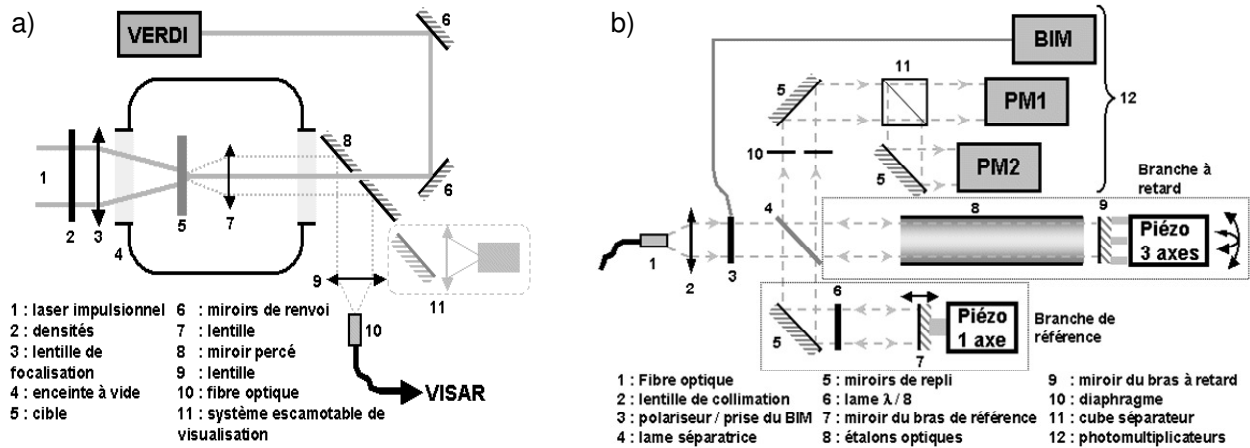 a)
VERDI
6
8
6
1
2
3
4
5
7
9
11
10
VISAR
1 : laser impulsionnel
2 : densités
3 : lentille de
focalisation
4 : enceinte à vide
5 : cible
6 : miroirs de renvoi
7 : lentille
8 : miroir percé
9 : lentille
10 : fibre optique
11 : système escamotable de
visualisation
b)
BIM
11
5
PM1
12
10
PM2
5
Branche à
retard
4
8
9
Piézo
3 axes
1
2
3
6
5
7
Piézo
1 axe
Branche de
référence
1 : Fibre optique
2 : lentille de collimation
3 : polariseur / prise du BIM
4 : lame séparatrice
5 : miroirs de repli
6 : lame λ / 8
7 : miroir du bras de référence
8 : étalons optiques
9 : miroir du bras à retard
10 : diaphragme
11 : cube séparateur
12 : photomultiplicateurs